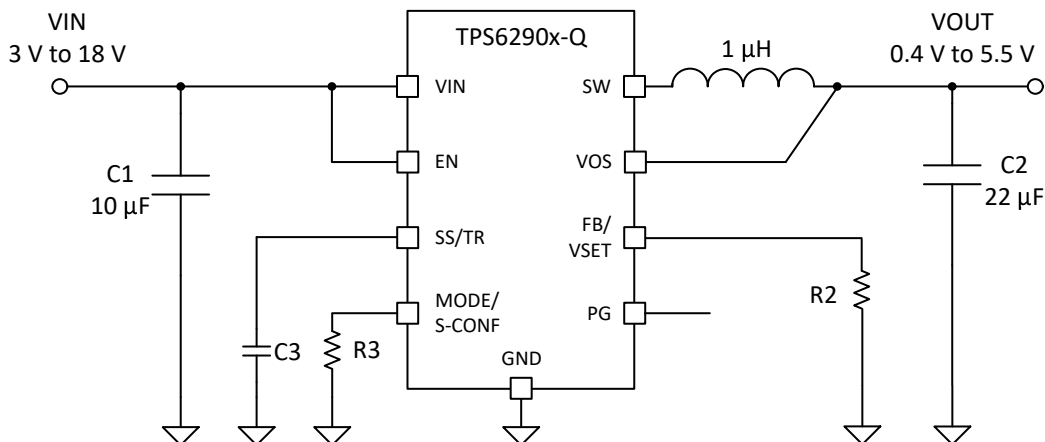 VIN
3 V to 18 V
TPS6290x-Q
1 µH
VOUT
0.4 V to 5.5 V
VIN
SW
EN
VOS
C1
10 µF
C2
22 µF
SS/TR
FB/
VSET
MODE/
S-CONF
PG
R2
C3
R3
GND